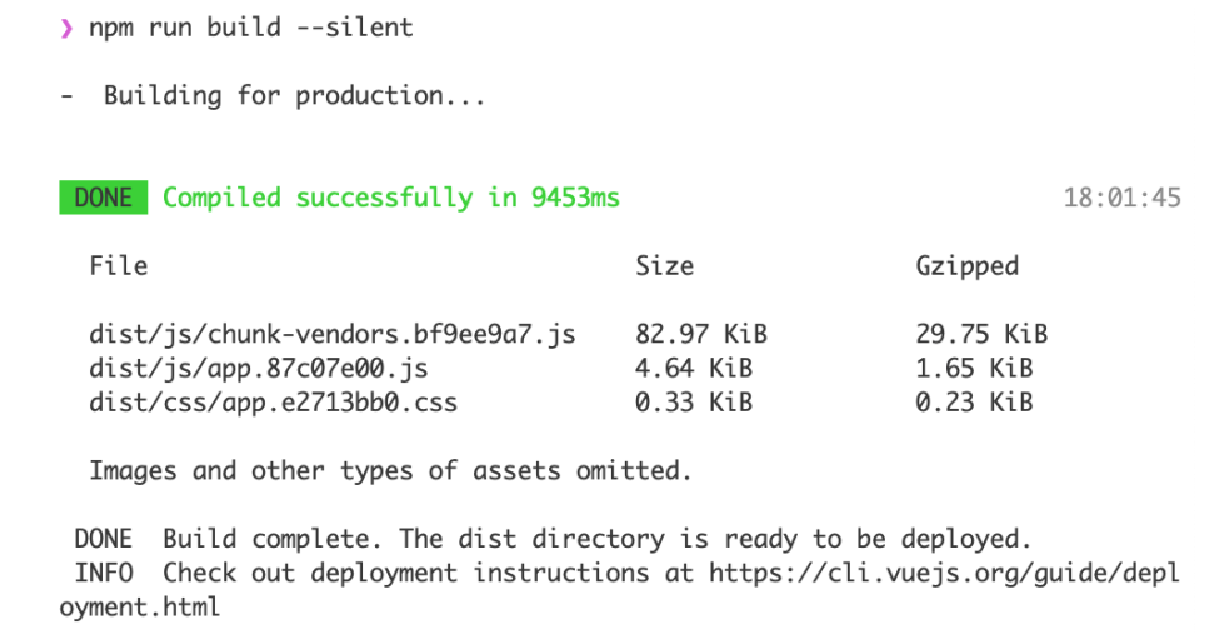 ❯ npm run build --silent
-  Building for production...
DONE  Compiled successfully in 9453ms  18:01:45
File  Size  Gzipped
dist/js/chunk-vendors.bf9ee9a7.js  82.97 KiB  29.75 KiB
dist/js/app.87c07e00.js  4.64 KiB  1.65 KiB
dist/css/app.e2713bb0.css  0.33 KiB  0.23 KiB
Images and other types of assets omitted.
DONE  Build complete. The dist directory is ready to be deployed.
INFO  Check out deployment instructions at https://cli.vuejs.org/guide/depl
oyment.html